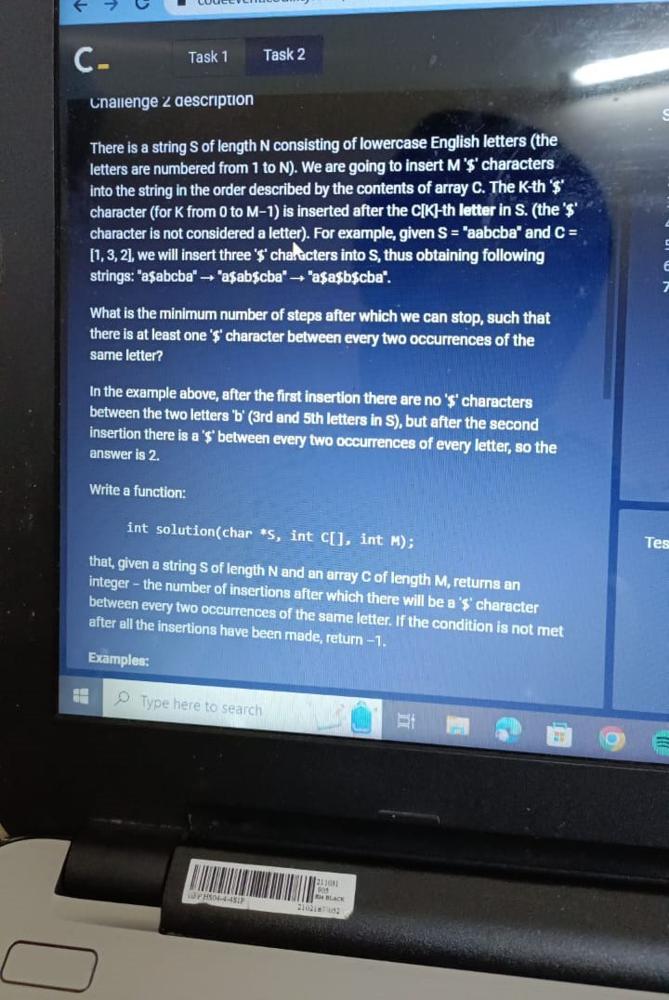 C_
Task 1
Task 2
Challenge 2 description
There is a string S of length N consisting of lowercase English letters (the
letters are numbered from 1 to N). We are going to insert M '$' characters
into the string in the order described by the contents of array C. The K-th '$'
character (for K from 0 to M-1) is inserted after the C[K]-th letter in S. (the '$'
character is not considered a letter). For example, given S = "aabcba" and C =
[1, 3, 2], we will insert three '$' characters into S, thus obtaining following
strings: "a$abcba" → "a$ab$cba" → "a$a$b$cba".
What is the minimum number of steps after which we can stop, such that
there is at least one '$' character between every two occurrences of the
same letter?
In the example above, after the first insertion there are no '$' characters
between the two letters 'b' (3rd and 5th letters in S), but after the second
insertion there is a '$' between every two occurrences of every letter, so the
answer is 2.
Write a function:
int solution(char *S, int C[], int M);
that, given a string S of length N and an array C of length M, returns an
integer – the number of insertions after which there will be a '$' character
between every two occurrences of the same letter. If the condition is not met
after all the insertions have been made, return −1.
Examples:
Tes
Type here to search
211081
BLACK